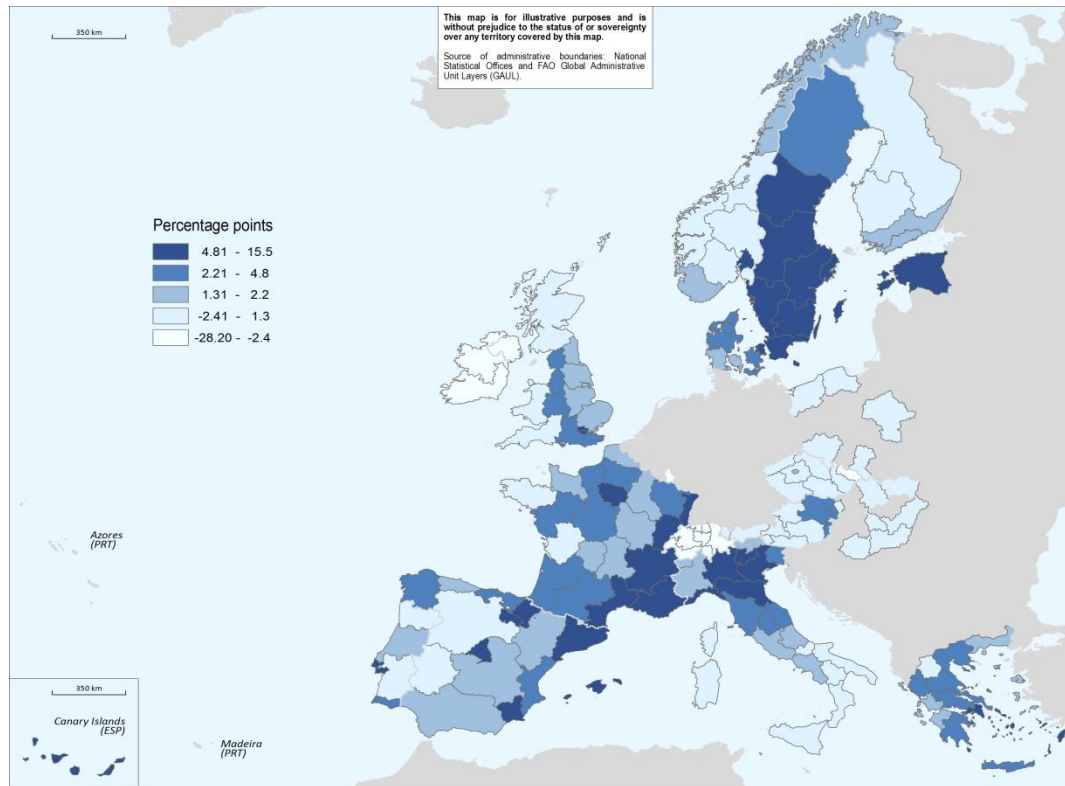 350 km
This map is for illustrative purposes and is
without prejudice to the status of or sovereignty
over any territory covered by this map.
Source of administrative boundaries: National
Statistical Offices and FAO Global Administrative
Unit Layers (GAUL).
Percentage points
4.81 - 15.5
2.21 - 4.8
1.31 - 2.2
-2.41 - 1.3
-28.20 - -2.4
Azores
(PRT)
350 km
Canary Islands
(ESP)
Madeira
(PRT)